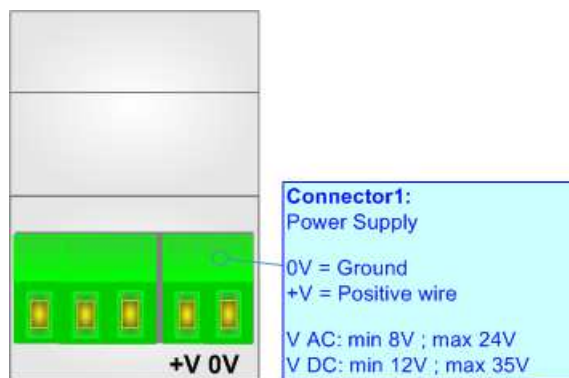 Connector1:
Power Supply
0V = Ground
+V = Positive wire
V AC: min 8V ; max 24V
V DC: min 12V ; max 35V
+V 0V